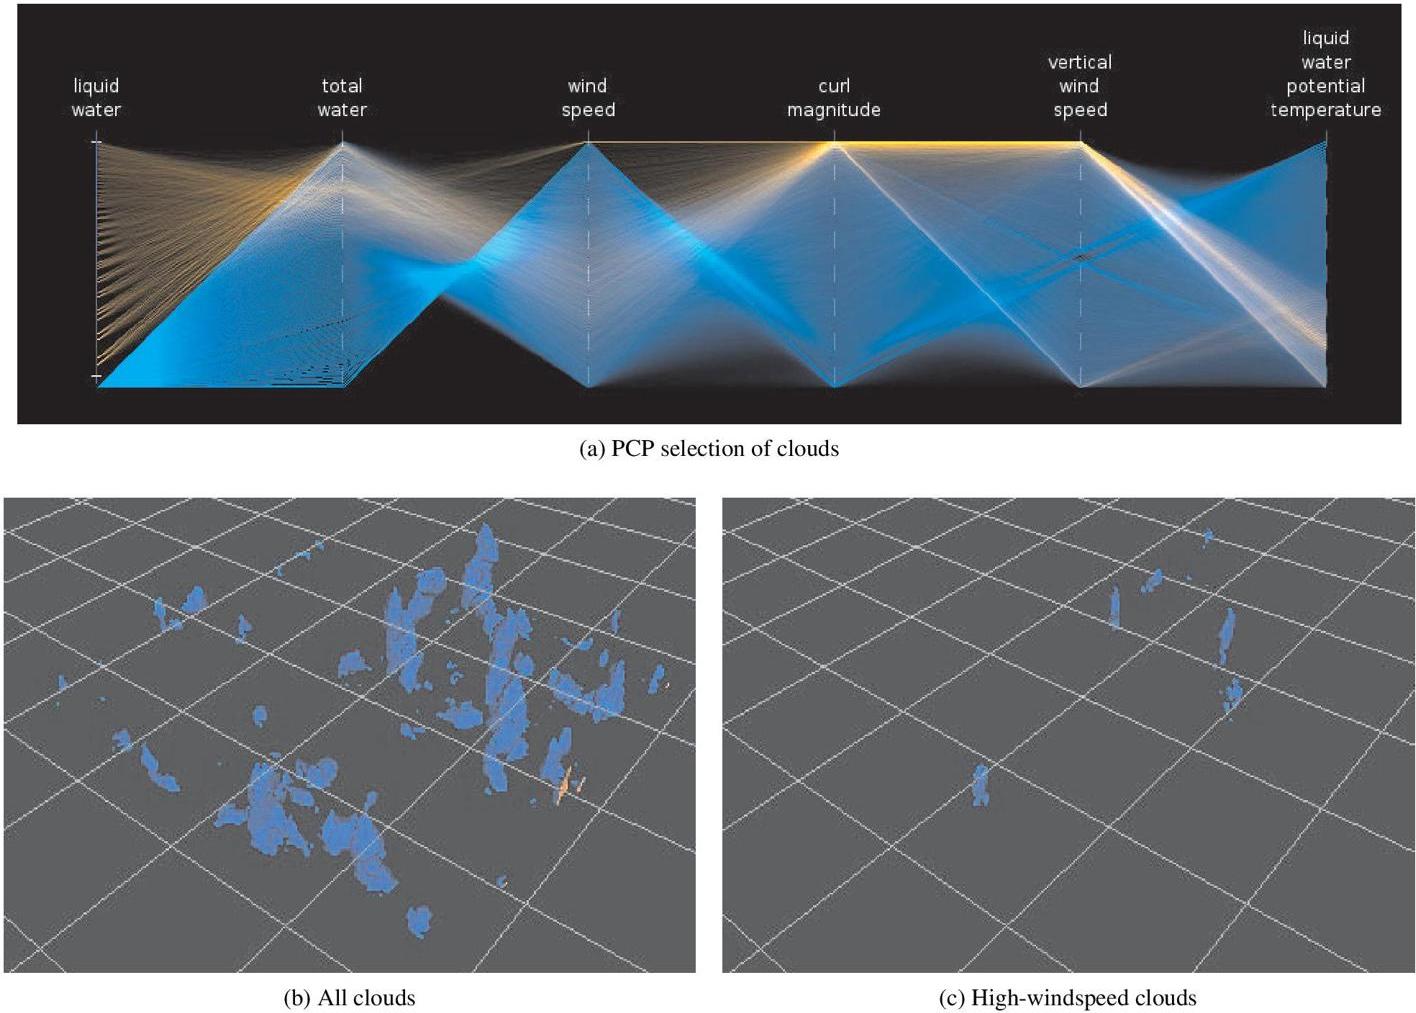 liquid
water
total
water
wind
speed
curl
magnitude
vertical
wind
speed
liquid
water
potential
temperature
(a) PCP selection of clouds
(b) All clouds
(c) High-windspeed clouds